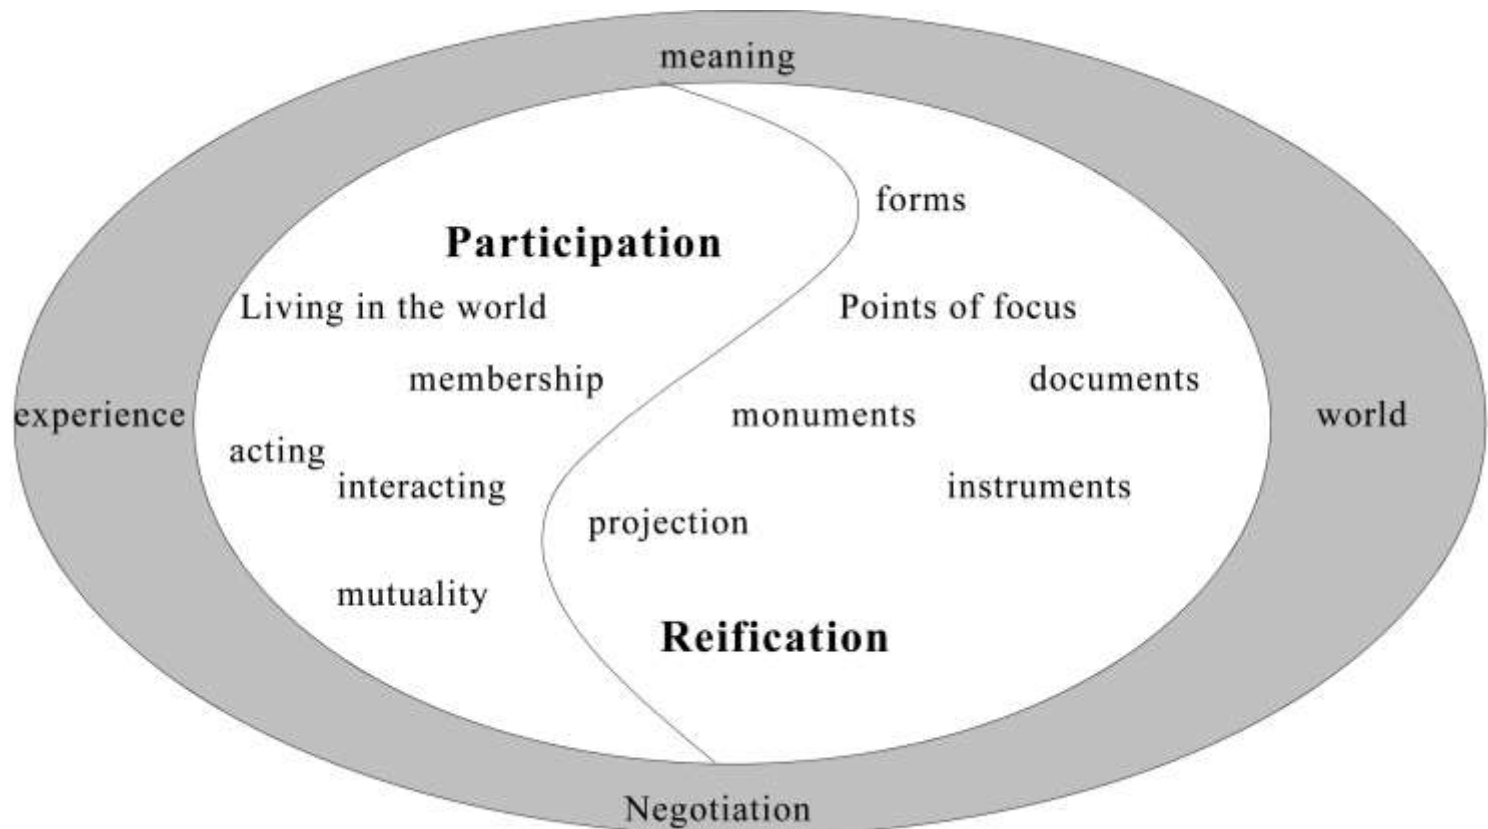 meaning
forms
Participation
Living in the world
Points of focus
membership
documents
experience
monuments
world
acting
interacting
instruments
projection
mutuality
Reification
Negotiation